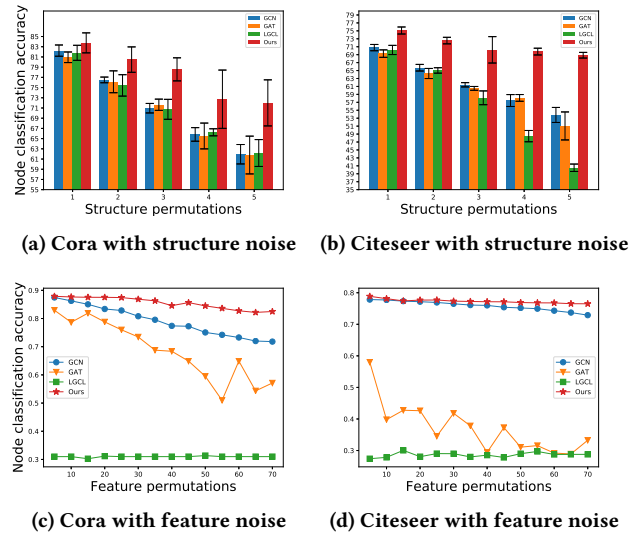 Node classification accuracy
85
83
81
79
77
75
73
71
69
67
65
63
61
59
57
55
1 2 3 4 5
Structure permutations
GCN
GAT
LGCL
Ours
(a) Cora with structure noise
79
77
75
73
71
69
67
65
63
61
59
57
55
53
51
49
47
45
43
41
39
37
35
1 2 3 4 5
Structure permutations
GCN
GAT
LGCL
Ours
(b) Citeseer with structure noise
Node classification accuracy
0.9
0.8
0.7
0.6
0.5
0.4
0.3
10 20 30 40 50 60 70
Feature permutations
GCN
GAT
LGCL
Ours
(c) Cora with feature noise
0.8
0.7
0.6
0.5
0.4
0.3
10 20 30 40 50 60 70
Feature permutations
GCN
GAT
LGCL
Ours
(d) Citeseer with feature noise